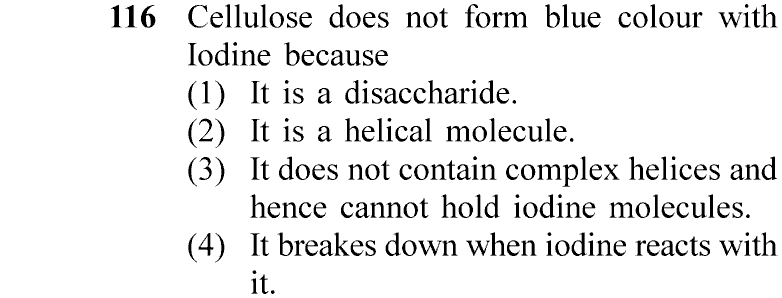 116 Cellulose does not form blue colour with
Iodine because
(1) It is a disaccharide.
(2) It is a helical molecule.
(3) It does not contain complex helices and
hence cannot hold iodine molecules.
(4) It breakes down when iodine reacts with
it.